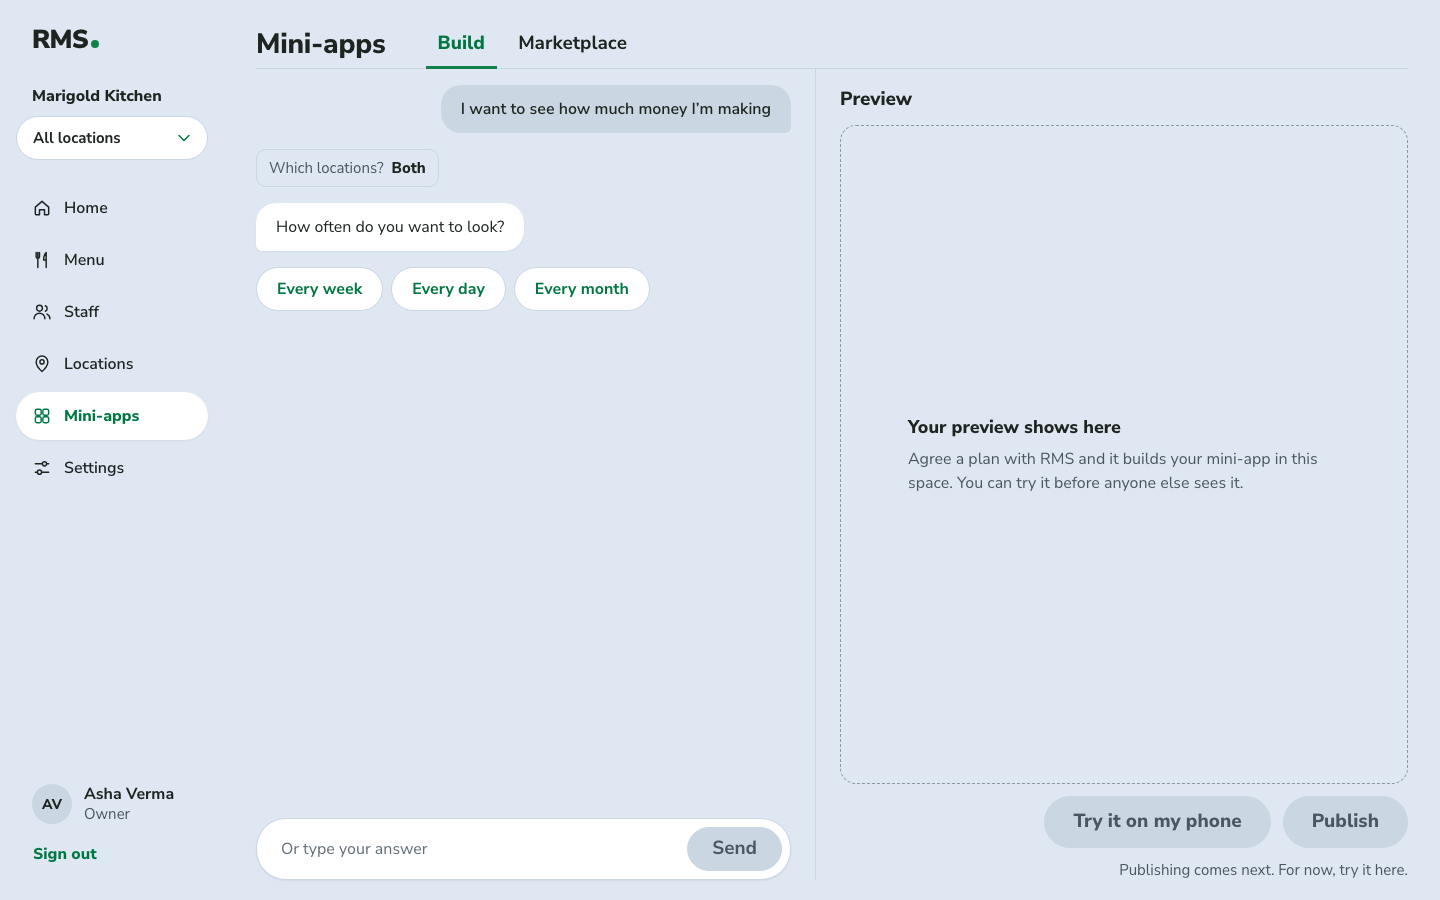 RMS.
Marigold Kitchen
All locations
Home
Menu
Staff
Locations
Mini-apps
Settings
AV
Asha Verma
Owner
Sign out
Mini-apps
Build
Marketplace
I want to see how much money I’m making
Which locations? Both
How often do you want to look?
Every week
Every day
Every month
Or type your answer
Send
Preview
Your preview shows here
Agree a plan with RMS and it builds your mini-app in this
space. You can try it before anyone else sees it.
Try it on my phone
Publish
Publishing comes next. For now, try it here.